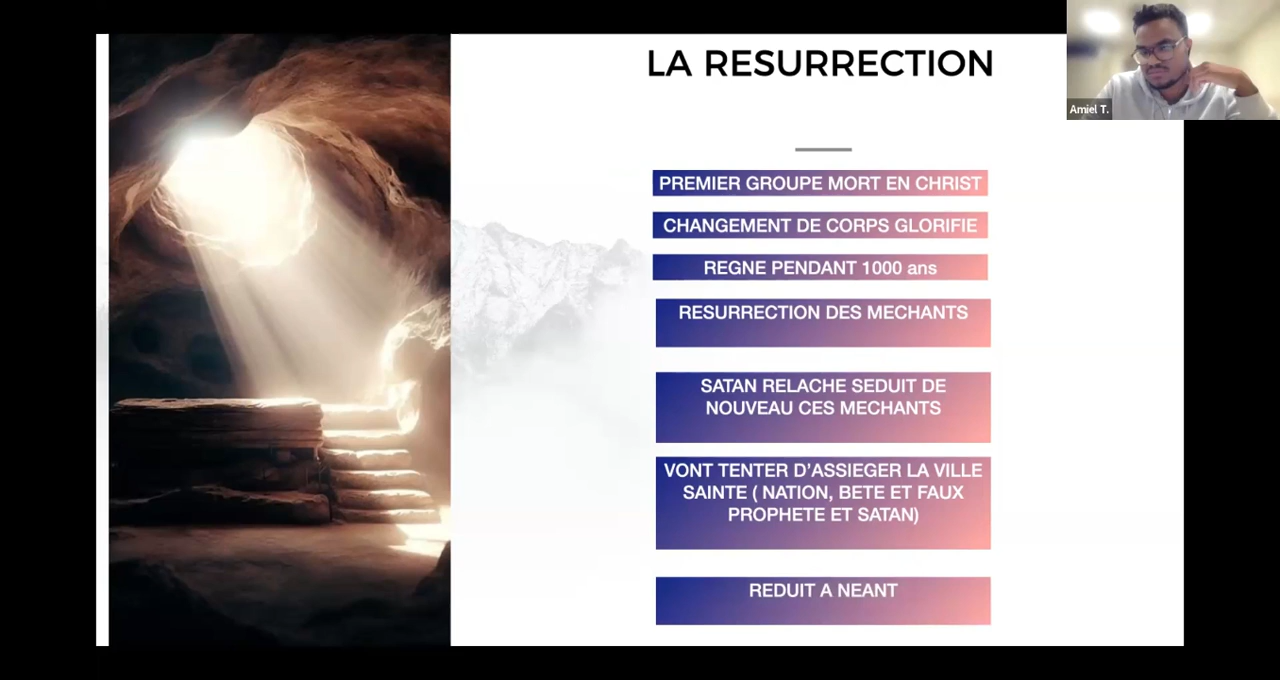 LA RESURRECTION
Amiel T.
PREMIER GROUPE MORT EN CHRIST
CHANGEMENT DE CORPS GLORIFIE
REGNE PENDANT 1000 ans
RESURRECTION DES MECHANTS
SATAN RELACHE SEDUIT DE
NOUVEAU CES MECHANTS
VONT TENTER D’ASSIEGER LA VILLE
SAINTE ( NATION, BETE ET FAUX
PROPHETE ET SATAN)
REDUIT A NEANT